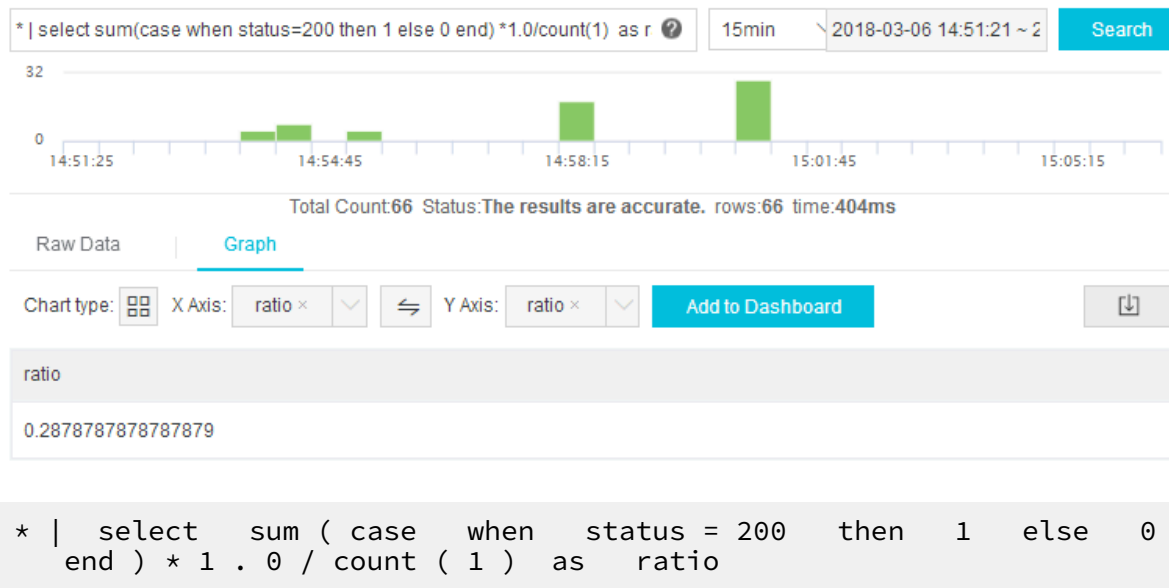 * | select sum(case when status=200 then 1 else 0 end) *1.0/count(1) as r ? 15min 2018-03-06 14:51:21 ~ 2 Search
32
0
14:51:25 14:54:45 14:58:15 15:01:45 15:05:15
Total Count:66 Status:The results are accurate. rows:66 time:404ms
Raw Data Graph
Chart type: X Axis: ratio × Y Axis: ratio × Add to Dashboard
ratio
0.2878787878787879
* | select sum ( case when status = 200 then 1 else 0
end ) * 1 . 0 / count ( 1 ) as ratio